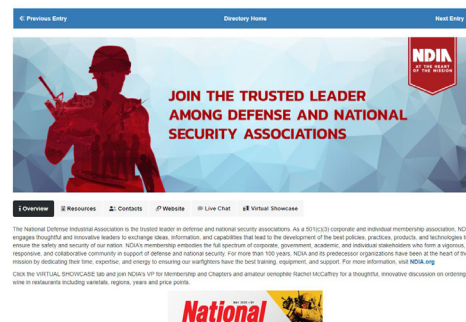 Previous Entry
Directory Home
Next Entry
NDIA
AT THE HEART
OF THE MISSION
JOIN THE TRUSTED LEADER
AMONG DEFENSE AND NATIONAL
SECURITY ASSOCIATIONS
Overview
Resources
Contacts
Website
Live Chat
Virtual Showcase
The National Defense Industrial Association is the trusted leader in defense and national security associations. As a 501(c)(3) corporate and individual membership association, ND
engages thoughtful and innovative leaders to exchange ideas, information, and capabilities that lead to the development of the best policies, practices, products, and technologies t
ensure the safety and security of our nation. NDIA's membership embodies the full spectrum of corporate, government, academic, and individual stakeholders who form a vigorous,
responsive, and collaborative community in support of defense and national security. For more than 100 years, NDIA and its predecessor organizations have been at the heart of the
mission by dedicating their time, expertise, and energy to ensuring our warfighters have the best training, equipment, and support. For more information, visit NDIA.org
Click the VIRTUAL SHOWCASE tab and join NDIA's VP for Membership and Chapters and amateur oenophile Rachel McCaffrey for a thoughtful, innovative discussion on ordering
wine in restaurants including varietals, regions, years and price points.
National